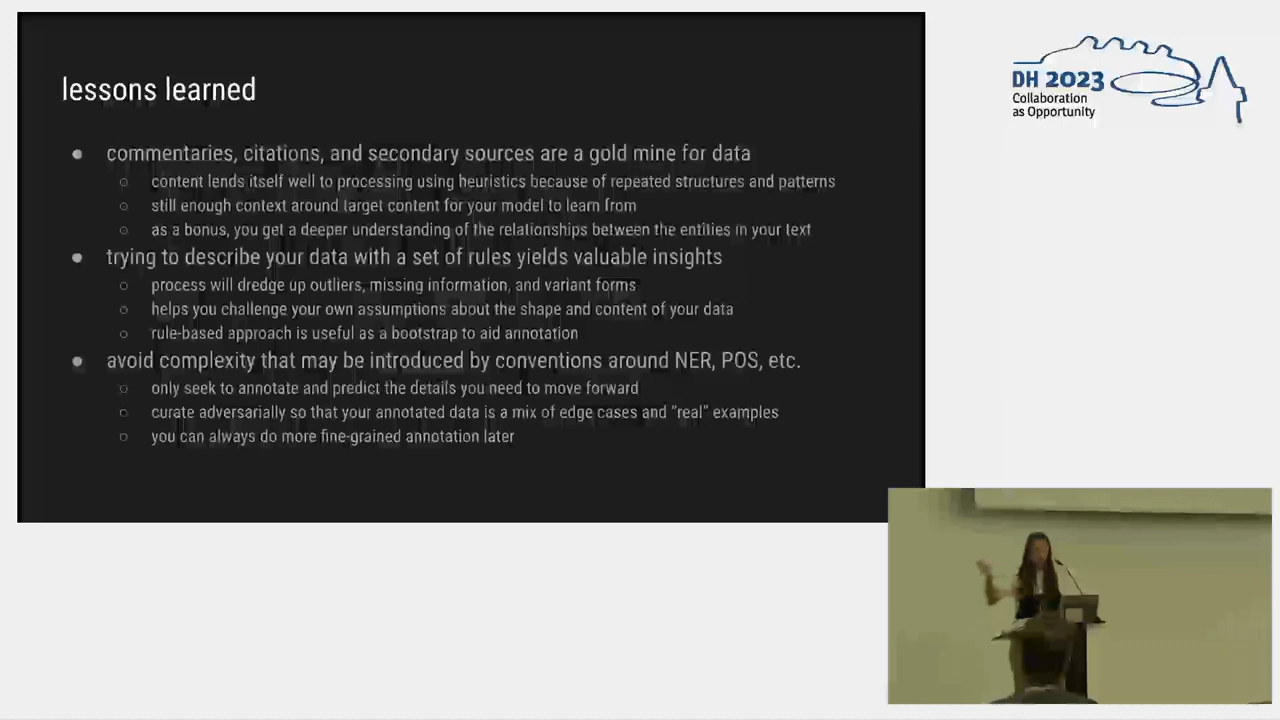 lessons learned
● commentaries, citations, and secondary sources are a gold mine for data
○ content lends itself well to processing using heuristics because of repeated structures and patterns
○ still enough context around target content for your model to learn from
○ as a bonus, you get a deeper understanding of the relationships between the entities in your text
● trying to describe your data with a set of rules yields valuable insights
○ process will dredge up outliers, missing information, and variant forms
○ helps you challenge your own assumptions about the shape and content of your data
○ rule-based approach is useful as a bootstrap to aid annotation
● avoid complexity that may be introduced by conventions around NER, POS, etc.
○ only seek to annotate and predict the details you need to move forward
○ curate adversarially so that your annotated data is a mix of edge cases and "real" examples
○ you can always do more fine-grained annotation later
DH 2023
Collaboration
as Opportunity